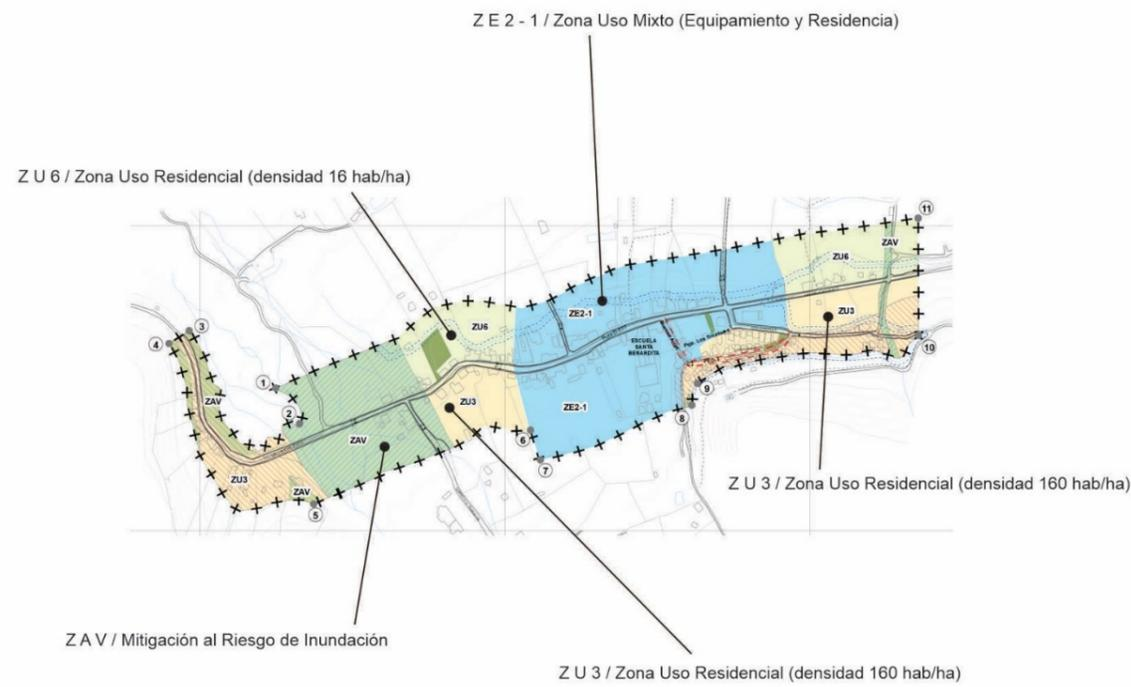 Z E 2 - 1 / Zona Uso Mixto (Equipamiento y Residencia)
Z U 6 / Zona Uso Residencial (densidad 16 hab/ha)
11
ZAV
ZU6
ZE2-1
ZU3
ZU6
3
4
ESCUELA
SANTA
BERARDITA
10
1
9
ZAV
2
ZU3
ZE2-1
8
ZAV
6
7
ZU3
ZAV
5
Z U 3 / Zona Uso Residencial (densidad 160 hab/ha)
Z A V / Mitigación al Riesgo de Inundación
Z U 3 / Zona Uso Residencial (densidad 160 hab/ha)